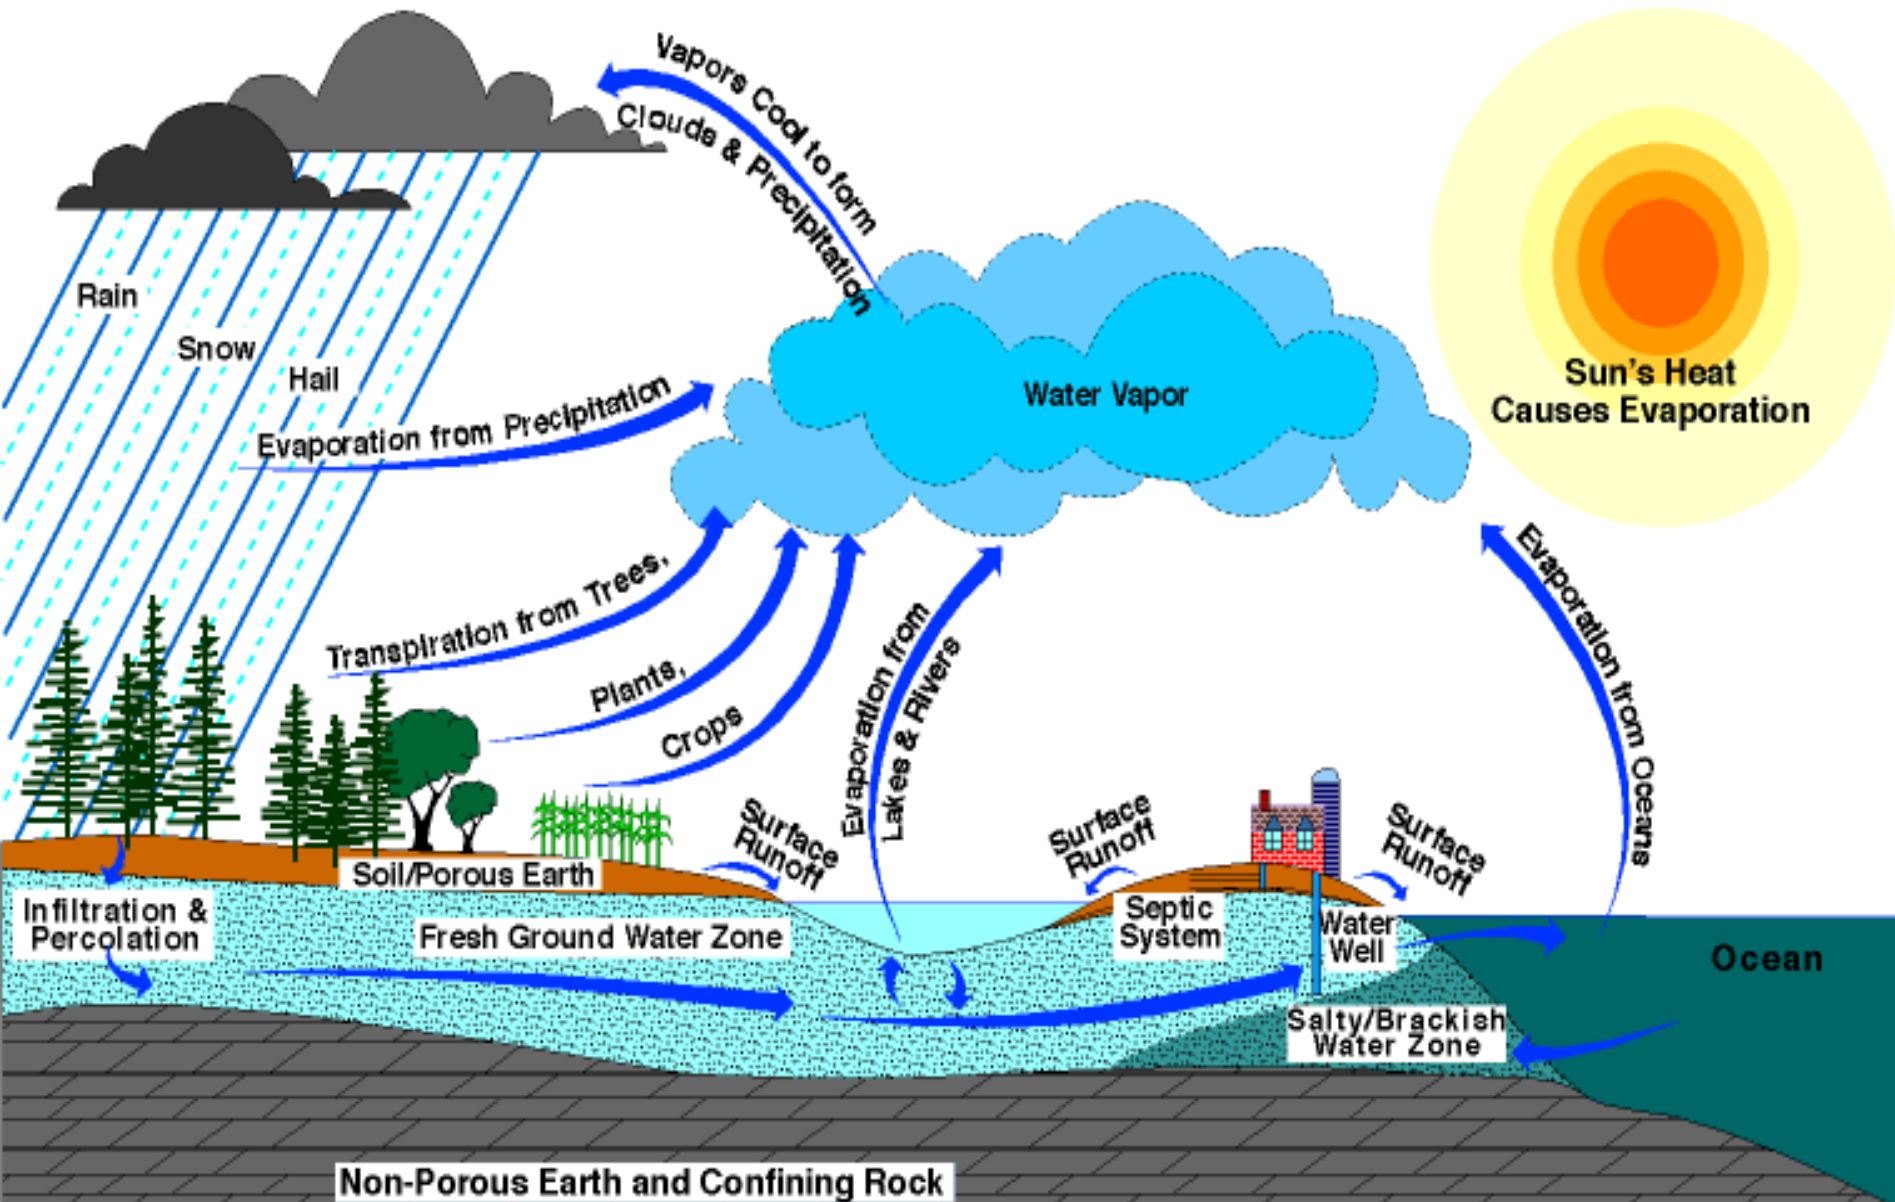 Vapors Cool to form
Clouds & Precipitation
Rain
Snow
Hail
Water Vapor
Sun's Heat
Causes Evaporation
Evaporation from Precipitation
Transpiration from Trees,
Plants,
Crops
Evaporation from
Lakes & Rivers
Evaporation from Oceans
Surface
Runoff
Surface
Runoff
Surface
Runoff
Soil/Porous Earth
Infiltration &
Percolation
Fresh Ground Water Zone
Septic
System
Water
Well
Ocean
Salty/Brackish
Water Zone
Non-Porous Earth and Confining Rock